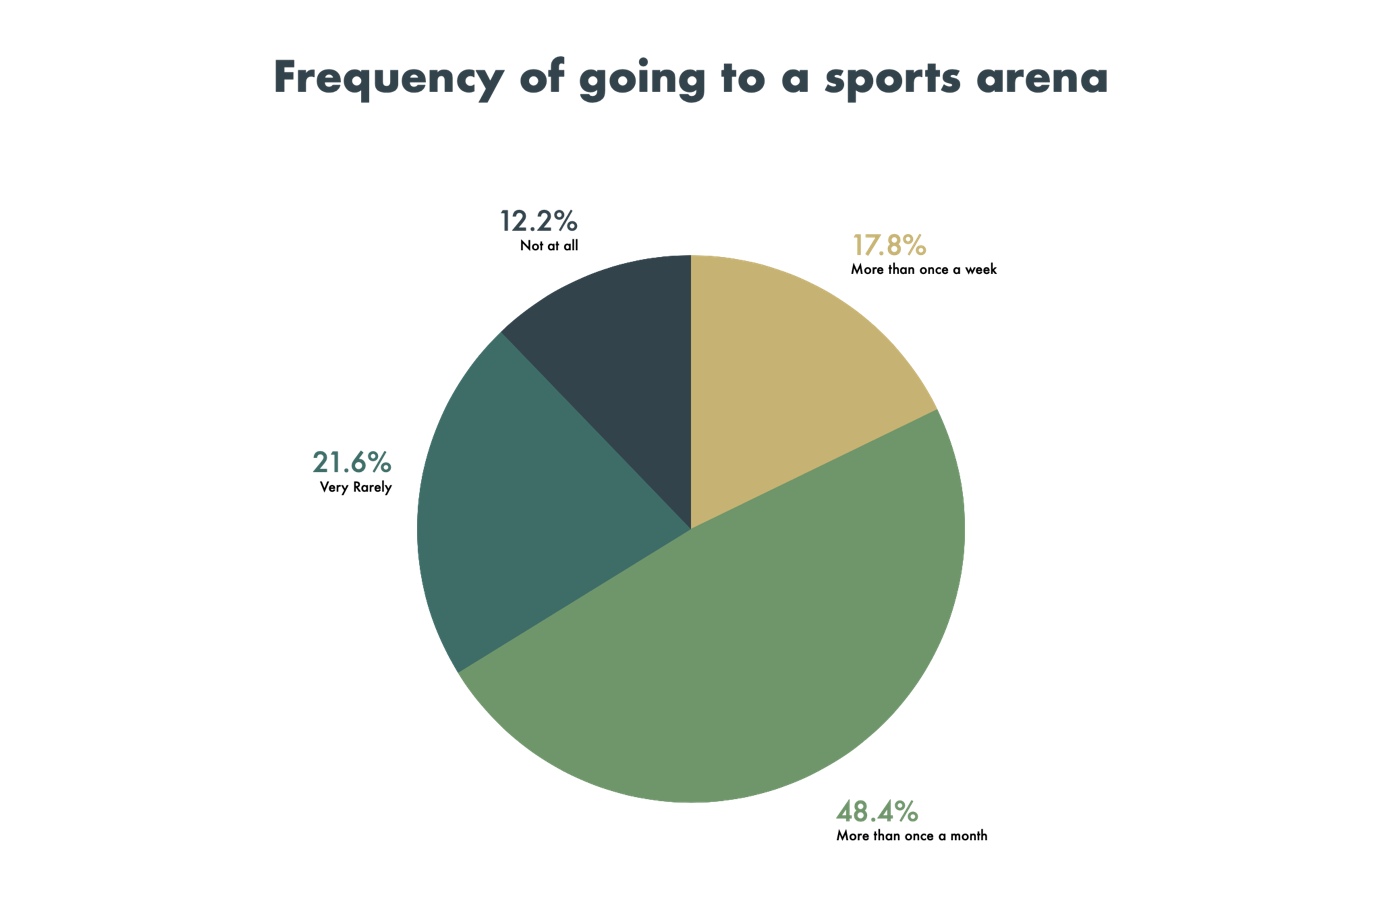 Frequency of going to a sports arena
12.2%
Not at all
17.8%
More than once a week
21.6%
Very Rarely
48.4%
More than once a month